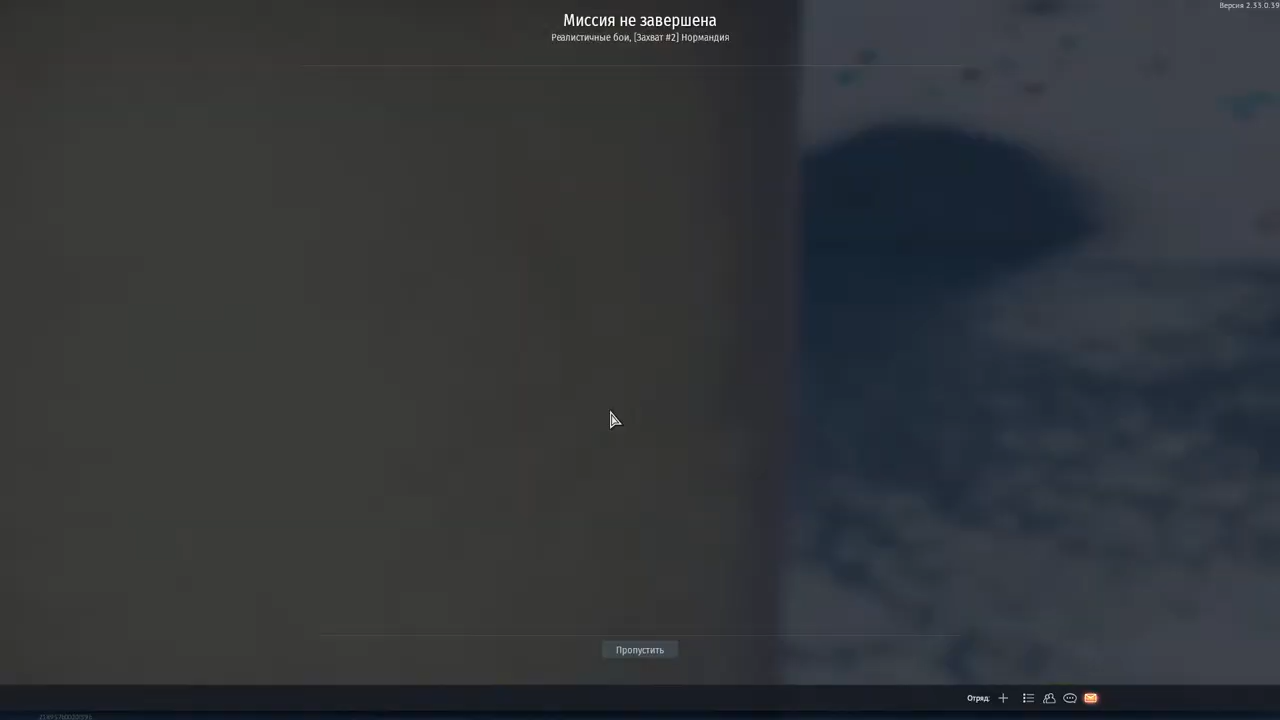 Версия 2.33.0.39
Миссия не завершена
Реалистичные бои, [Захват #2] Нормандия
Пропустить
Отряд: